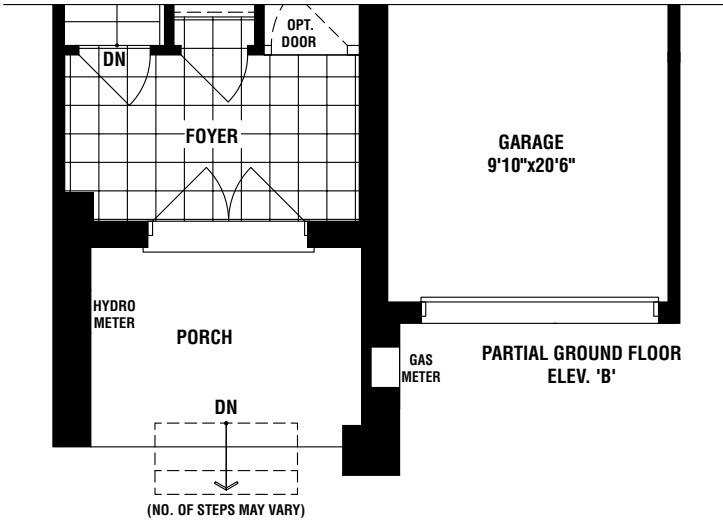 OPT.
DOOR
DN
FOYER
GARAGE
9'10"x20'6"
HYDRO
METER
PORCH
GAS
METER
PARTIAL GROUND FLOOR
ELEV. 'B'
DN
(NO. OF STEPS MAY VARY)